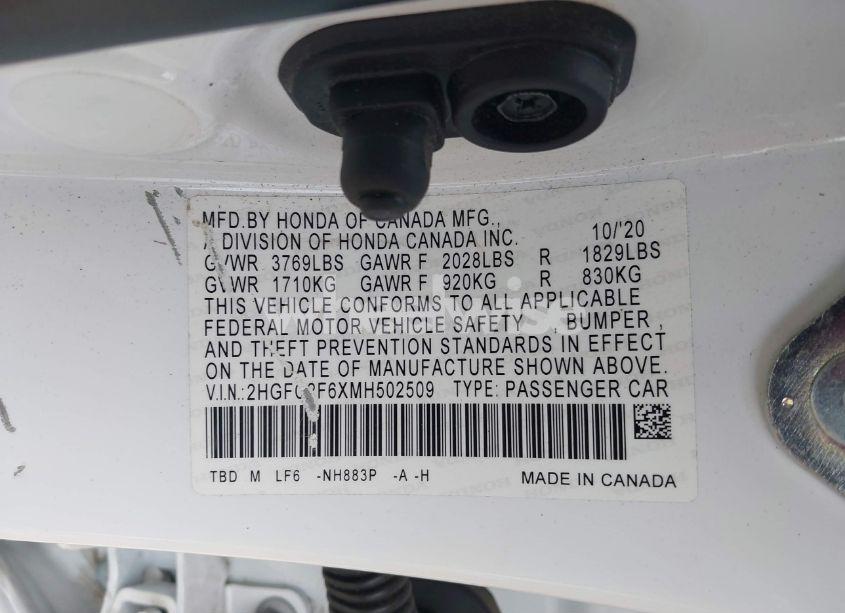 MFD.BY HONDA OF CANADA MFG.,
A DIVISION OF HONDA CANADA INC. 10/'20
GVWR 3769LBS GAWR F 2028LBS R 1829LBS
GVWR 1710KG GAWR F 920KG R 830KG
THIS VEHICLE CONFORMS TO ALL APPLICABLE
FEDERAL MOTOR VEHICLE SAFETY , BUMPER ,
AND THEFT PREVENTION STANDARDS IN EFFECT
ON THE DATE OF MANUFACTURE SHOWN ABOVE.
V.I.N.: TYPE: PASSENGER CAR
TBD M LF6 -NH883P -A -H MADE IN CANADA